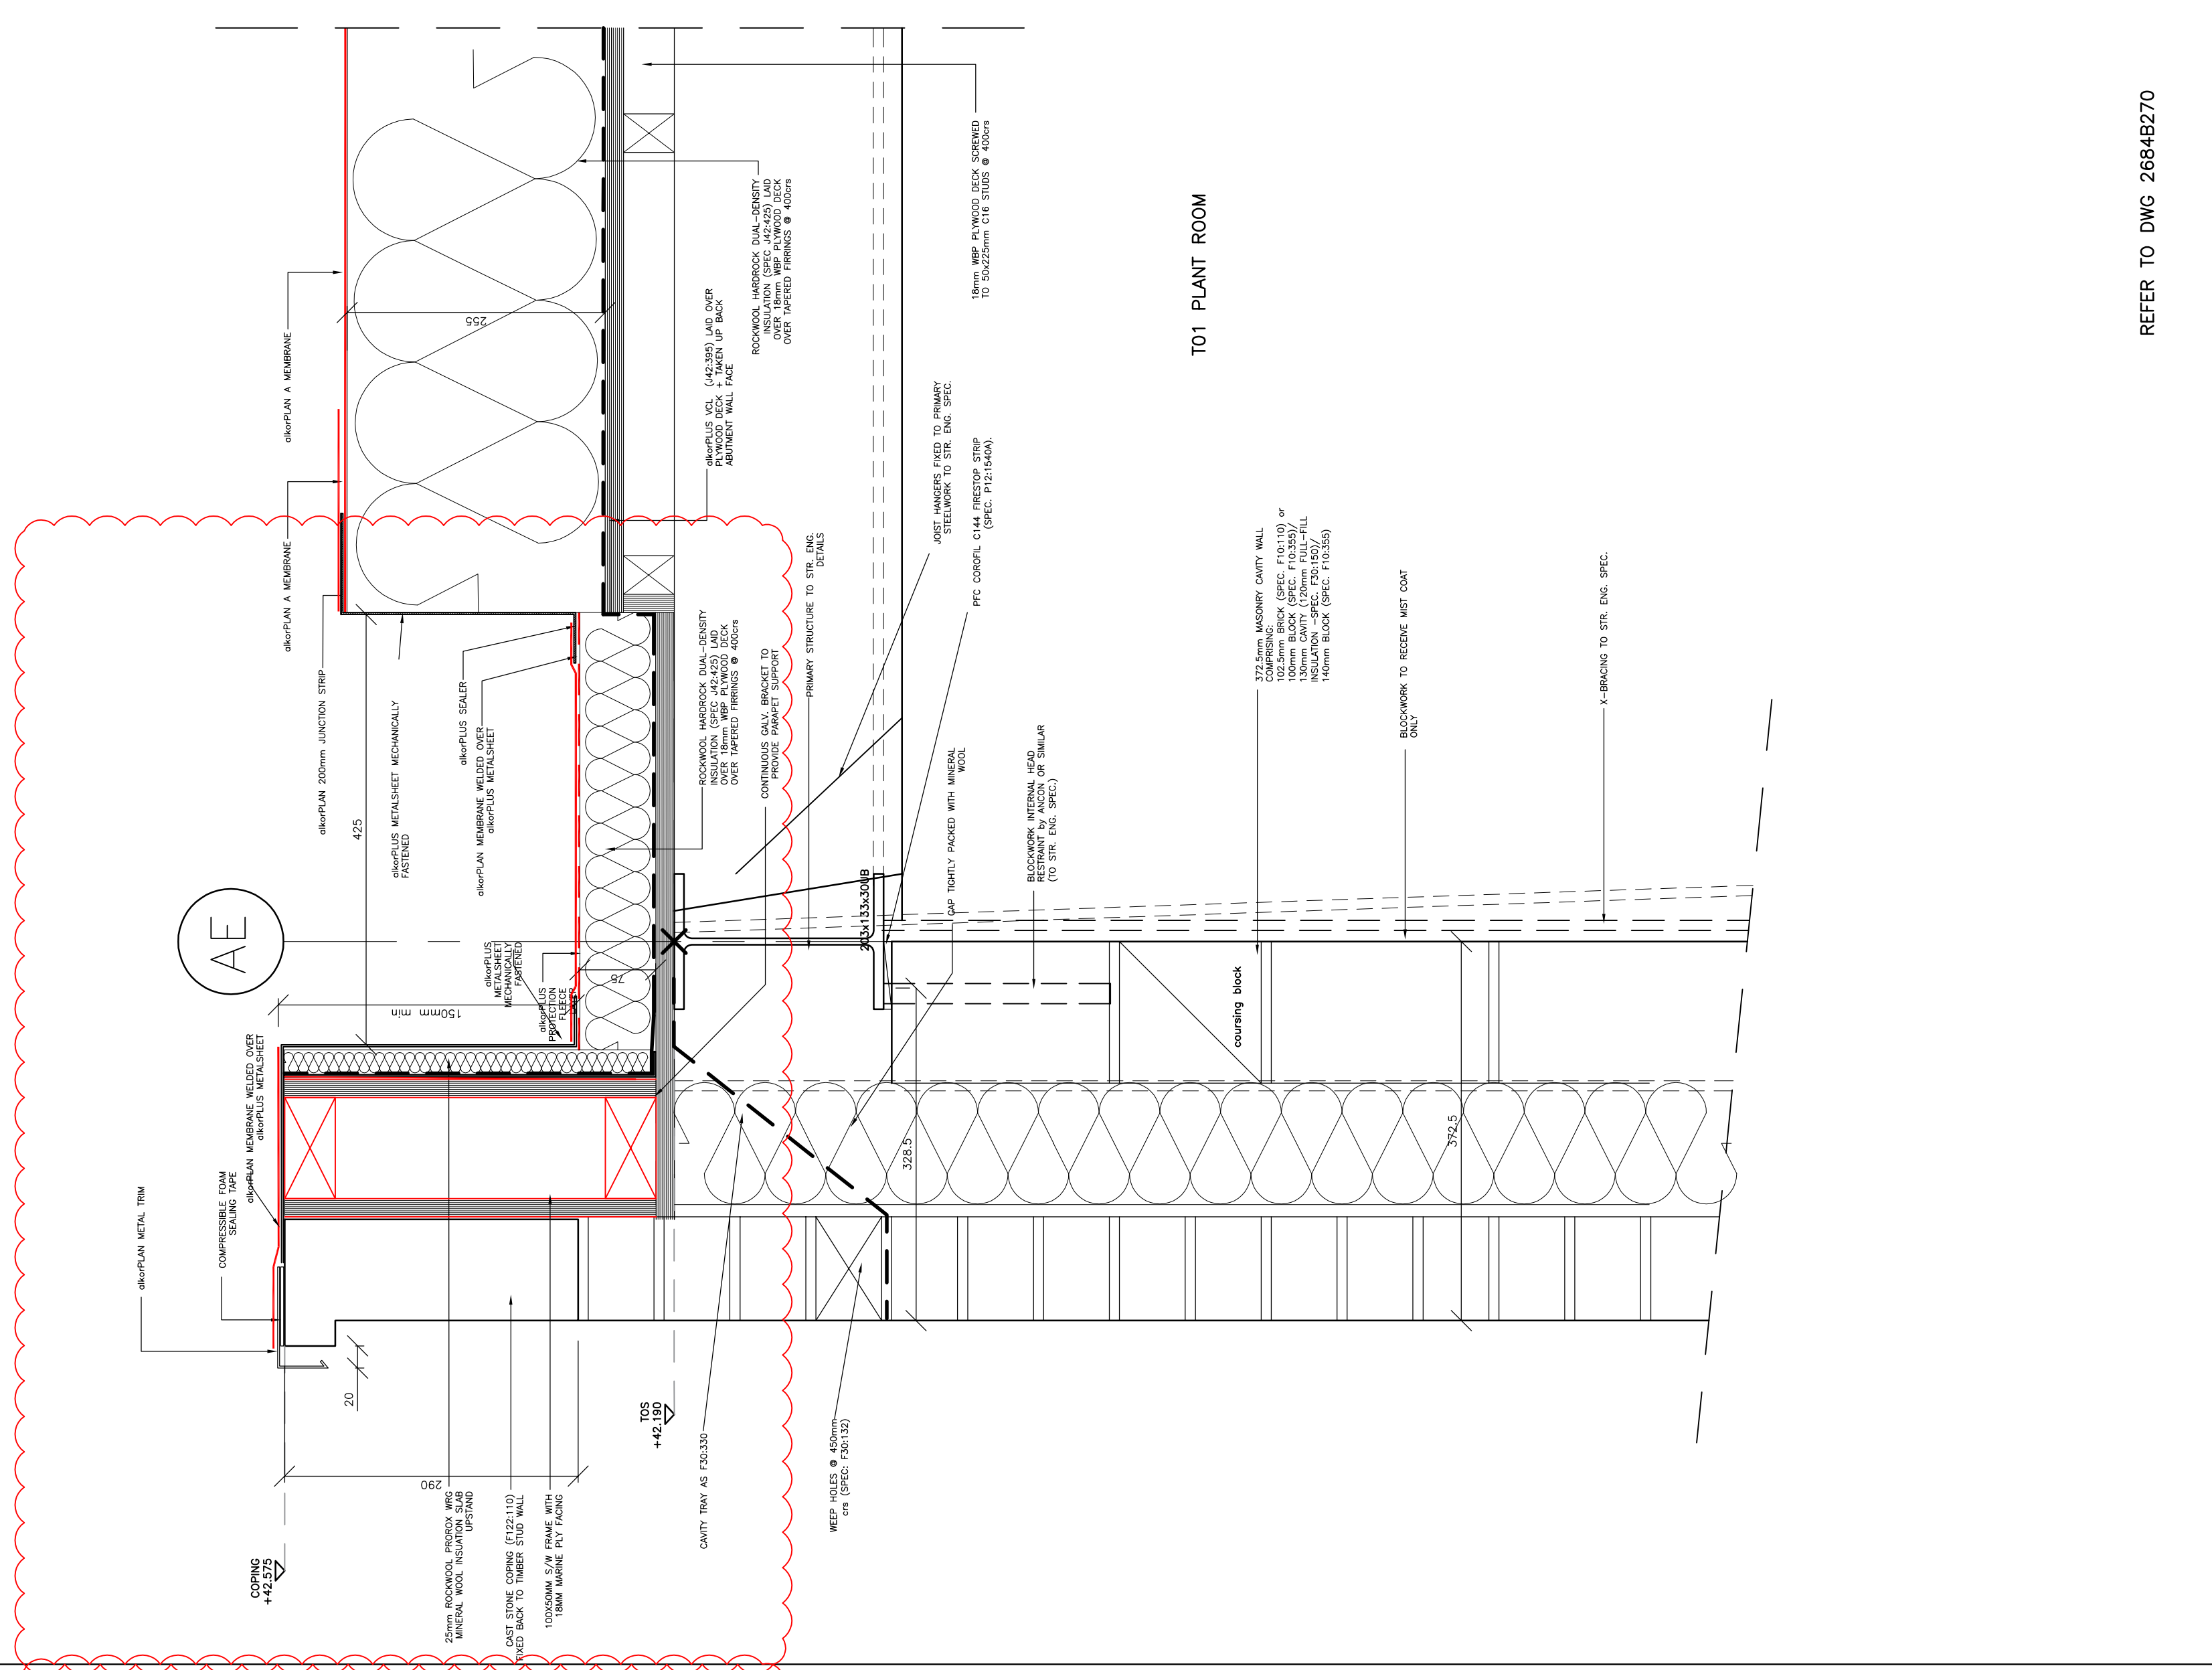 alkorPLAN A MEMBRANE
alkorPLAN A MEMBRANE
alkorPLAN A MEMBRANE
alkorPLAN 200mm JUNCTION STRIP
425
alkorPLUS METALSHEET MECHANICALLY
FASTENED
alkorPLUS SEALER
alkorPLAN MEMBRANE WELDED OVER
alkorPLUS METALSHEET
255
ROCKWOOL HARDROCK DUAL-DENSITY
INSULATION (SPEC J42:425) LAID
OVER 18mm WBP PLYWOOD DECK
OVER TAPERED FIRRINGS @ 400crs
alkorPLUS VCL (J42:395) LAID OVER
PLYWOOD DECK + TAKEN UP BACK
ABUTMENT WALL FACE
18mm WBP PLYWOOD DECK SCREWED
TO 50x225mm C16 STUDS @ 400crs
JOIST HANGERS FIXED TO PRIMARY
STEELWORK TO STR. ENG. SPEC.
PFC COROFIL C144 FIRESTOP STRIP
(SPEC. P12:1540A).
PRIMARY STRUCTURE TO STR. ENG.
DETAILS
ROCKWOOL HARDROCK DUAL-DENSITY
INSULATION (SPEC J42:425) LAID
OVER 18mm WBP PLYWOOD DECK
OVER TAPERED FIRRINGS @ 400crs
CONTINUOUS GALV. BRACKET TO
PROVIDE PARAPET SUPPORT
T01 PLANT ROOM
REFER TO DWG 2684B270
372.5mm MASONRY CAVITY WALL
COMPRISING:
102.5mm BRICK (SPEC. F10:110) or
100mm BLOCK (SPEC. F10:355)/
130mm CAVITY (120mm FULL-FILL
INSULATION -SPEC. F30:150)/
140mm BLOCK (SPEC. F10:355)
BLOCKWORK TO RECEIVE MIST COAT
ONLY
X-BRACING TO STR. ENG. SPEC.
GAP TIGHTLY PACKED WITH MINERAL
WOOL
BLOCKWORK INTERNAL HEAD
RESTRAINT by ANCON OR SIMILAR
(TO STR. ENG. SPEC.)
203x133x30UB
coursing block
AE
alkorPLUS
METALSHEET
MECHANICALLY
FASTENED
alkorPLUS
PROTECTION
FLEECE
LAYER
75
150mm min
alkorPLAN MEMBRANE WELDED OVER
alkorPLUS METALSHEET
COMPRESSIBLE FOAM
SEALING TAPE
alkorPLAN METAL TRIM
328.5
372.5
20
290
TOS
+42.190
COPING
+42.575
CAVITY TRAY AS F30:330
WEEP HOLES @ 450mm
crs (SPEC: F30:132)
25mm ROCKWOOL PROROX WRG
MINERAL WOOL INSUATION SLAB
UPSTAND
CAST STONE COPING (F122:110)
FIXED BACK TO TIMBER STUD WALL
100X50MM S/W FRAME WITH
18MM MARINE PLY FACING